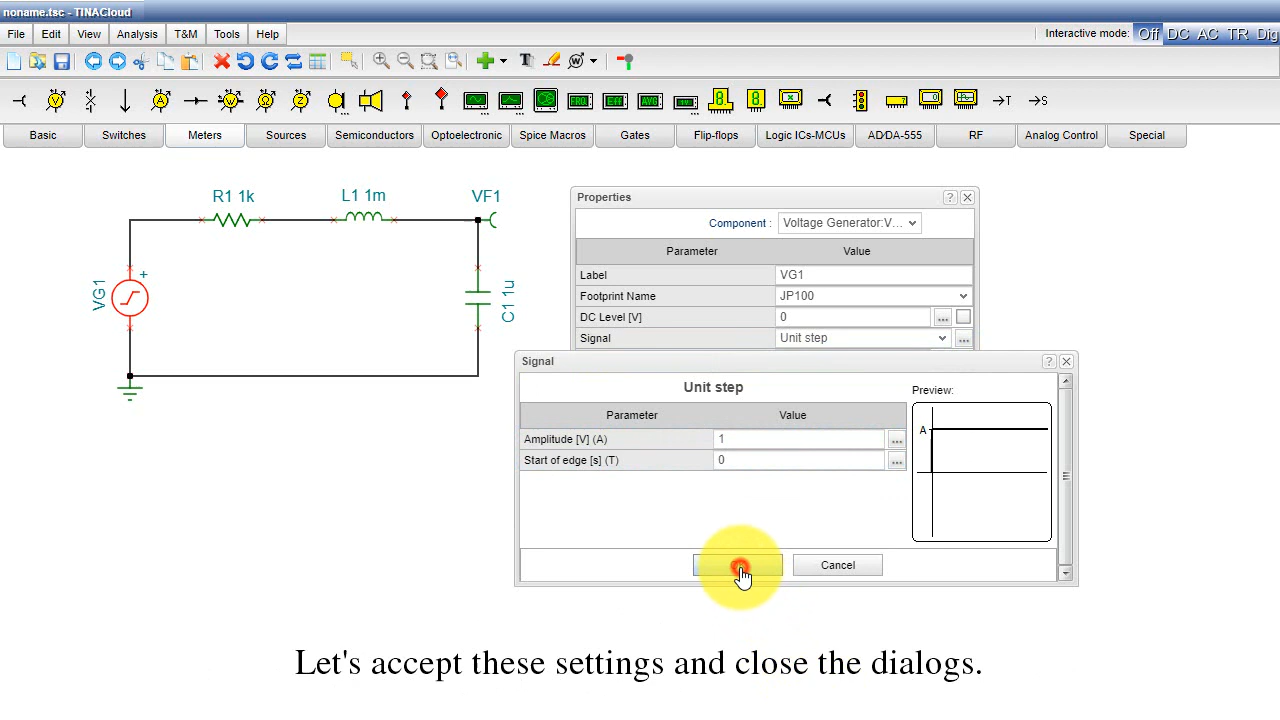 noname.tsc - TINACloud
File Edit View Analysis T&M Tools Help Interactive mode: Off DC AC TR Dig
Basic Switches Meters Sources Semiconductors Optoelectronic Spice Macros Gates Flip-flops Logic ICs-MCUs AD/DA-555 RF Analog Control Special
R1 1k L1 1m VF1
VG1 +
C1 1u
Properties
Component : Voltage Generator:V...
Parameter Value
Label VG1
Footprint Name JP100
DC Level [V] 0 ...
Signal Unit step ...
Signal
Unit step
Preview:
Parameter Value
Amplitude [V] (A) 1 ...
Start of edge [s] (T) 0 ...
A
Cancel
Let's accept these settings and close the dialogs.